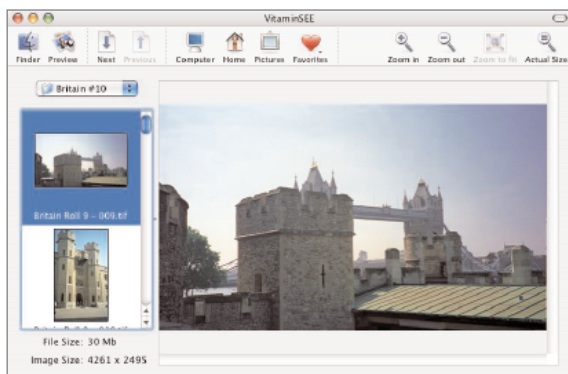 VitaminSEE
Finder Preview Next Previous Computer Home Pictures Favorites Zoom in Zoom out Zoom to fit Actual Size
Britain #10
Britain Roll 9 - 009.tif
File Size: 30 Mb
Image Size: 4261 x 2495